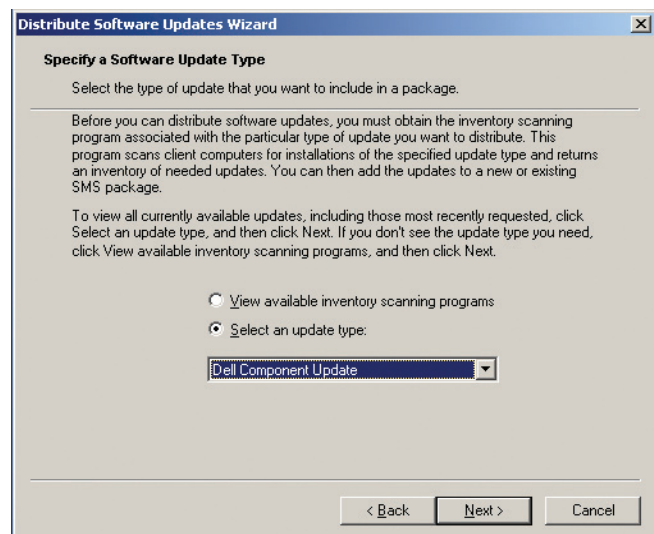 Distribute Software Updates Wizard
Specify a Software Update Type
Select the type of update that you want to include in a package.
Before you can distribute software updates, you must obtain the inventory scanning
program associated with the particular type of update you want to distribute. This
program scans client computers for installations of the specified update type and returns
an inventory of needed updates. You can then add the updates to a new or existing
SMS package.
To view all currently available updates, including those most recently requested, click
Select an update type, and then click Next. If you don't see the update type you need,
click View available inventory scanning programs, and then click Next.
View available inventory scanning programs
Select an update type:
Dell Component Update
< Back Next > Cancel